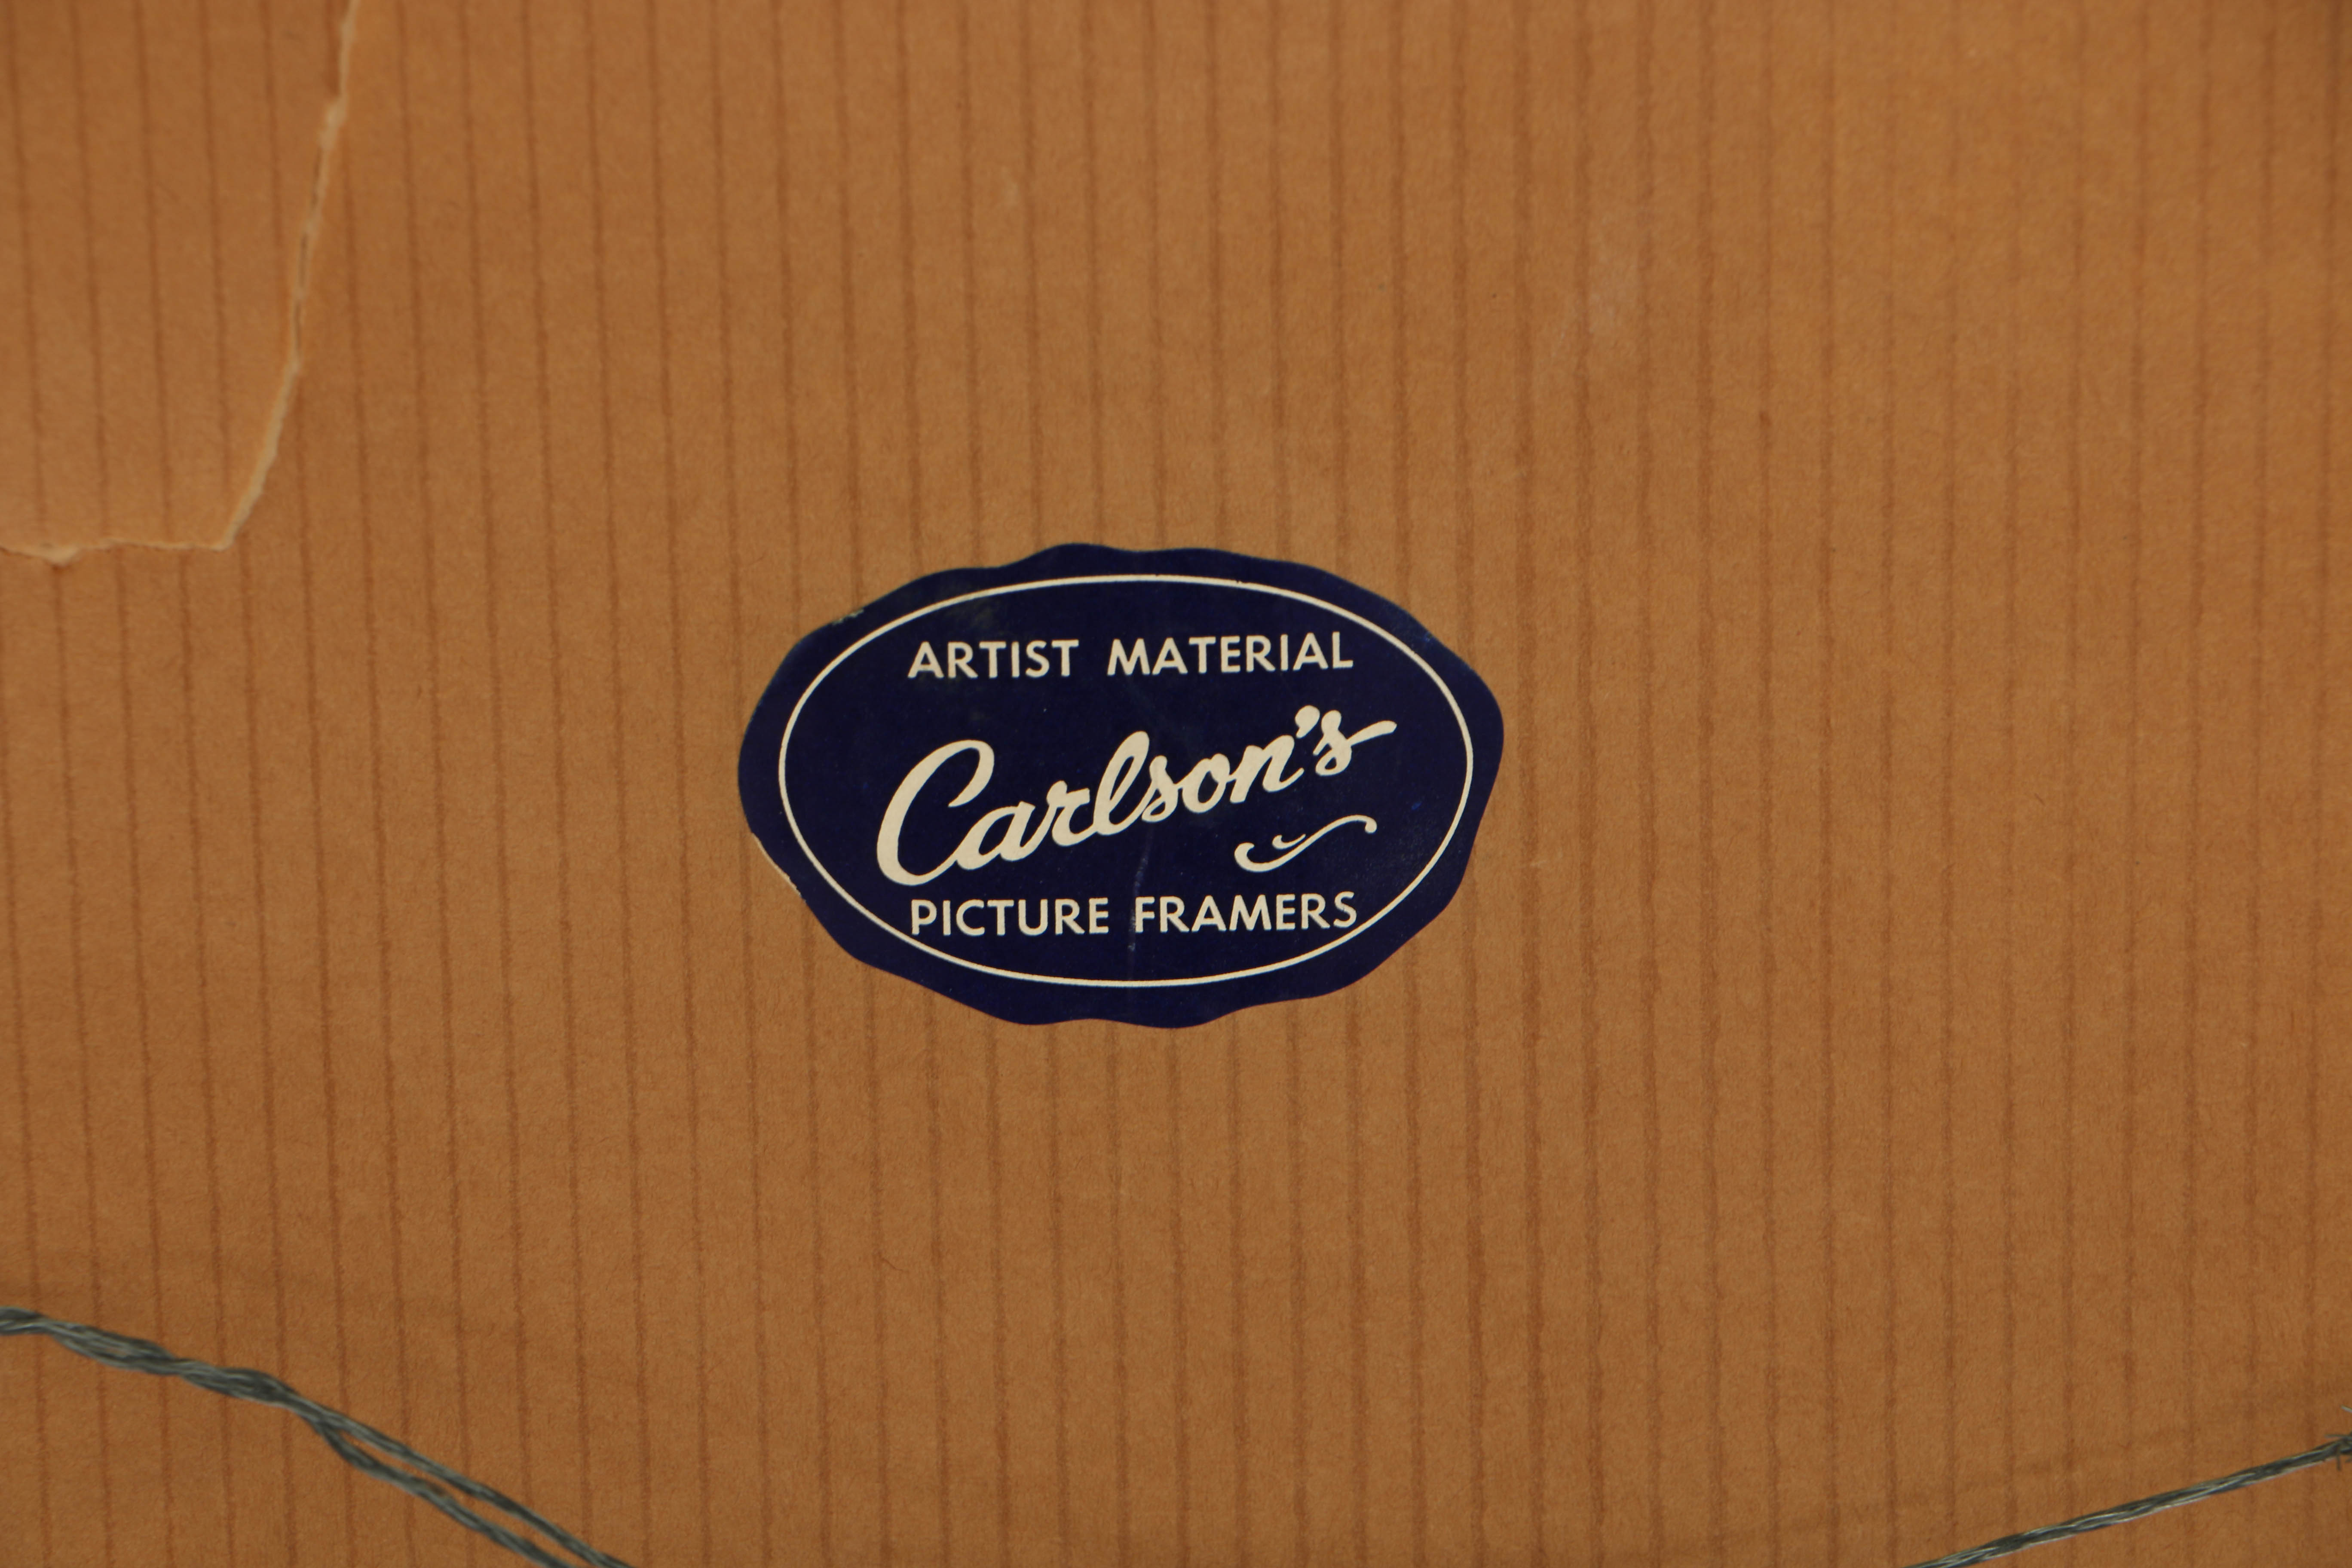 ARTIST MATERIAL
Carlson's
PICTURE FRAMERS